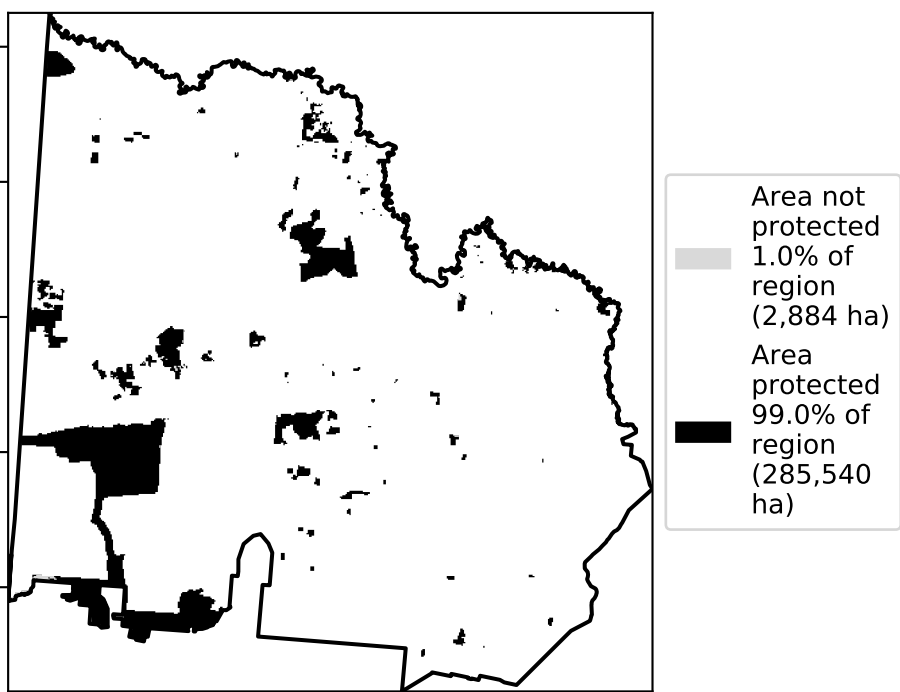 Area not
protected
1.0% of
region
(2,884 ha)
Area
protected
99.0% of
region
(285,540
ha)